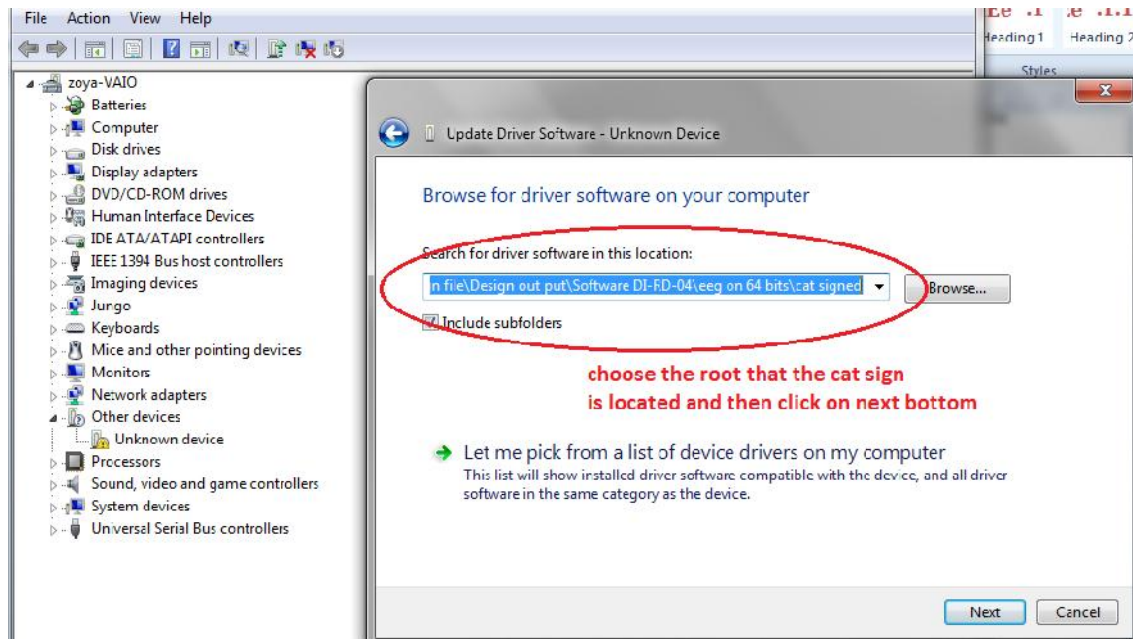 File Action View Help
Heading 1 Heading 2
Styles
zoya-VAIO
Batteries
Computer
Disk drives
Display adapters
DVD/CD-ROM drives
Human Interface Devices
IDE ATA/ATAPI controllers
IEEE 1394 Bus host controllers
Imaging devices
Jungo
Keyboards
Mice and other pointing devices
Monitors
Network adapters
Other devices
Unknown device
Processors
Sound, video and game controllers
System devices
Universal Serial Bus controllers
Update Driver Software - Unknown Device
Browse for driver software on your computer
Search for driver software in this location:
n file\Design out put\Software DI-RD-04\eeg on 64 bits\cat signed
Browse...
Include subfolders
choose the root that the cat sign
is located and then click on next bottom
Let me pick from a list of device drivers on my computer
This list will show installed driver software compatible with the device, and all driver
software in the same category as the device.
Next Cancel